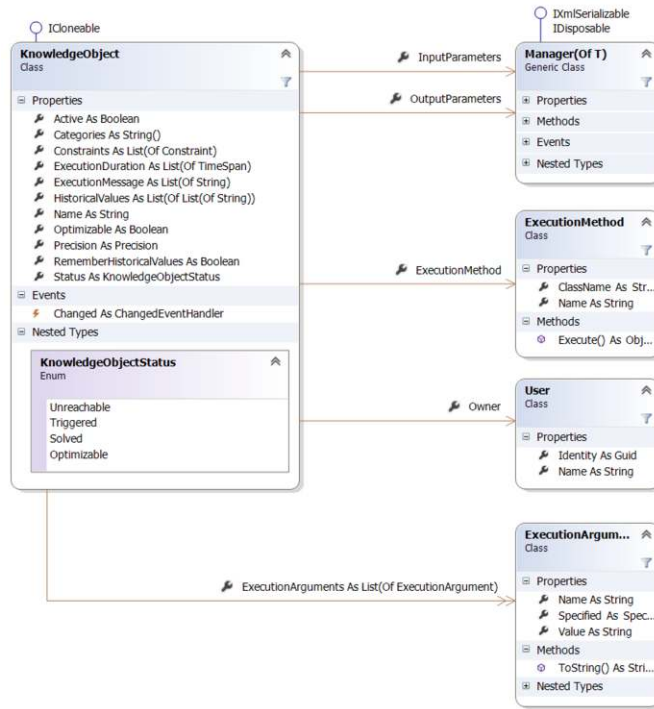 ICloneable
KnowledgeObject
Class
Properties
Active As Boolean
Categories As String()
Constraints As List(Of Constraint)
ExecutionDuration As List(Of TimeSpan)
ExecutionMessage As List(Of String)
HistoricalValues As List(Of List(Of String))
Name As String
Optimizable As Boolean
Precision As Precision
RememberHistoricalValues As Boolean
Status As KnowledgeObjectStatus
Events
Changed As ChangedEventHandler
Nested Types
KnowledgeObjectStatus
Enum
Unreachable
Triggered
Solved
Optimizable
InputParameters
OutputParameters
ExecutionMethod
Owner
ExecutionArguments As List(Of ExecutionArgument)
IXmlSerializable
IDisposable
Manager(Of T)
Generic Class
Properties
Methods
Events
Nested Types
ExecutionMethod
Class
Properties
ClassName As Str...
Name As String
Methods
Execute() As Obj...
User
Class
Properties
Identity As Guid
Name As String
ExecutionArgum...
Class
Properties
Name As String
Specified As Spec...
Value As String
Methods
ToString() As Stri...
Nested Types